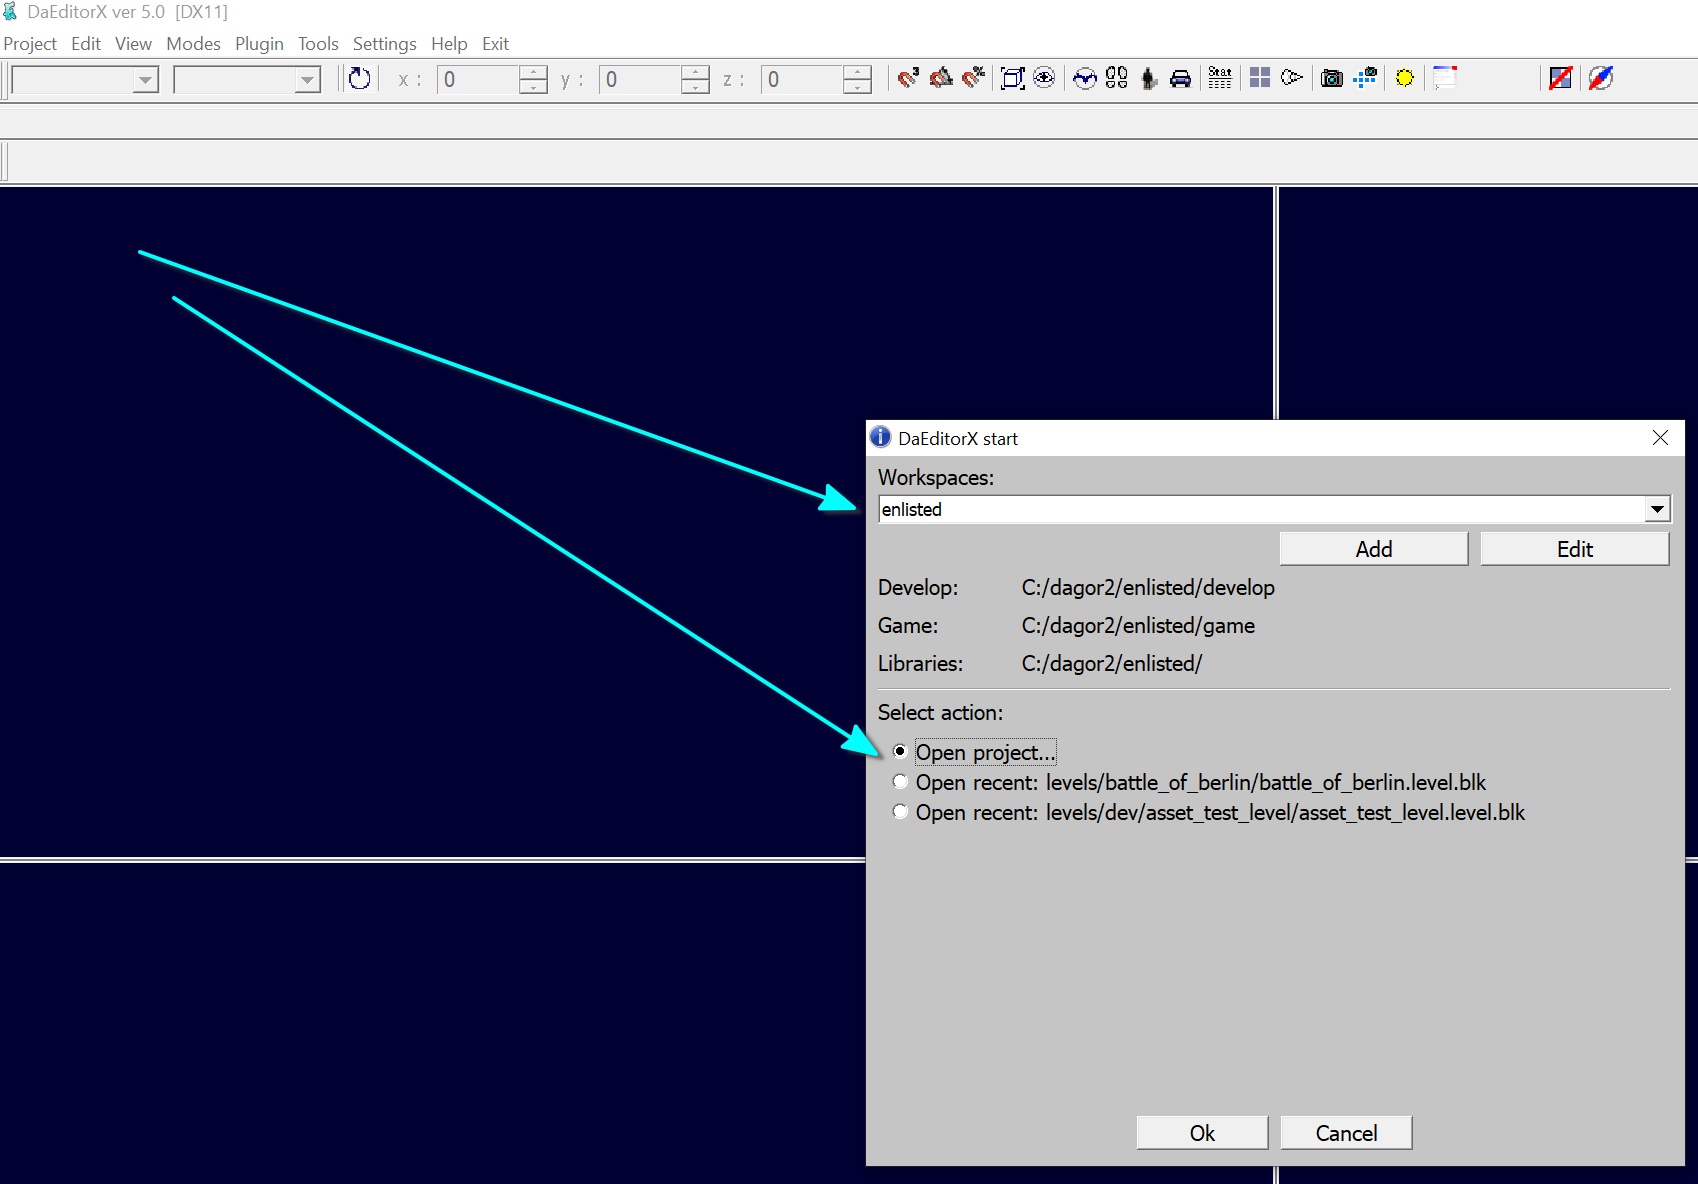 DaEditorX ver 5.0 [DX11]
Project Edit View Modes Plugin Tools Settings Help Exit
x : 0 y : 0 z : 0 3 % Stat
DaEditorX start
Workspaces:
enlisted
Add Edit
Develop: C:/dagor2/enlisted/develop
Game: C:/dagor2/enlisted/game
Libraries: C:/dagor2/enlisted/
Select action:
Open project...
Open recent: levels/battle_of_berlin/battle_of_berlin.level.blk
Open recent: levels/dev/asset_test_level/asset_test_level.level.blk
Ok Cancel